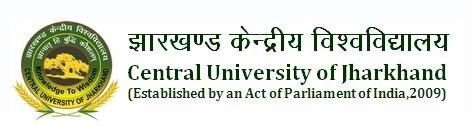 झारखण्ड केन्द्रीय विश्वविद्यालय
Central University of Jharkhand
(Established by an Act of Parliament of India,2009)
Knowledge To Wisdom
CENTRAL UNIVERSITY OF JHARKHAND